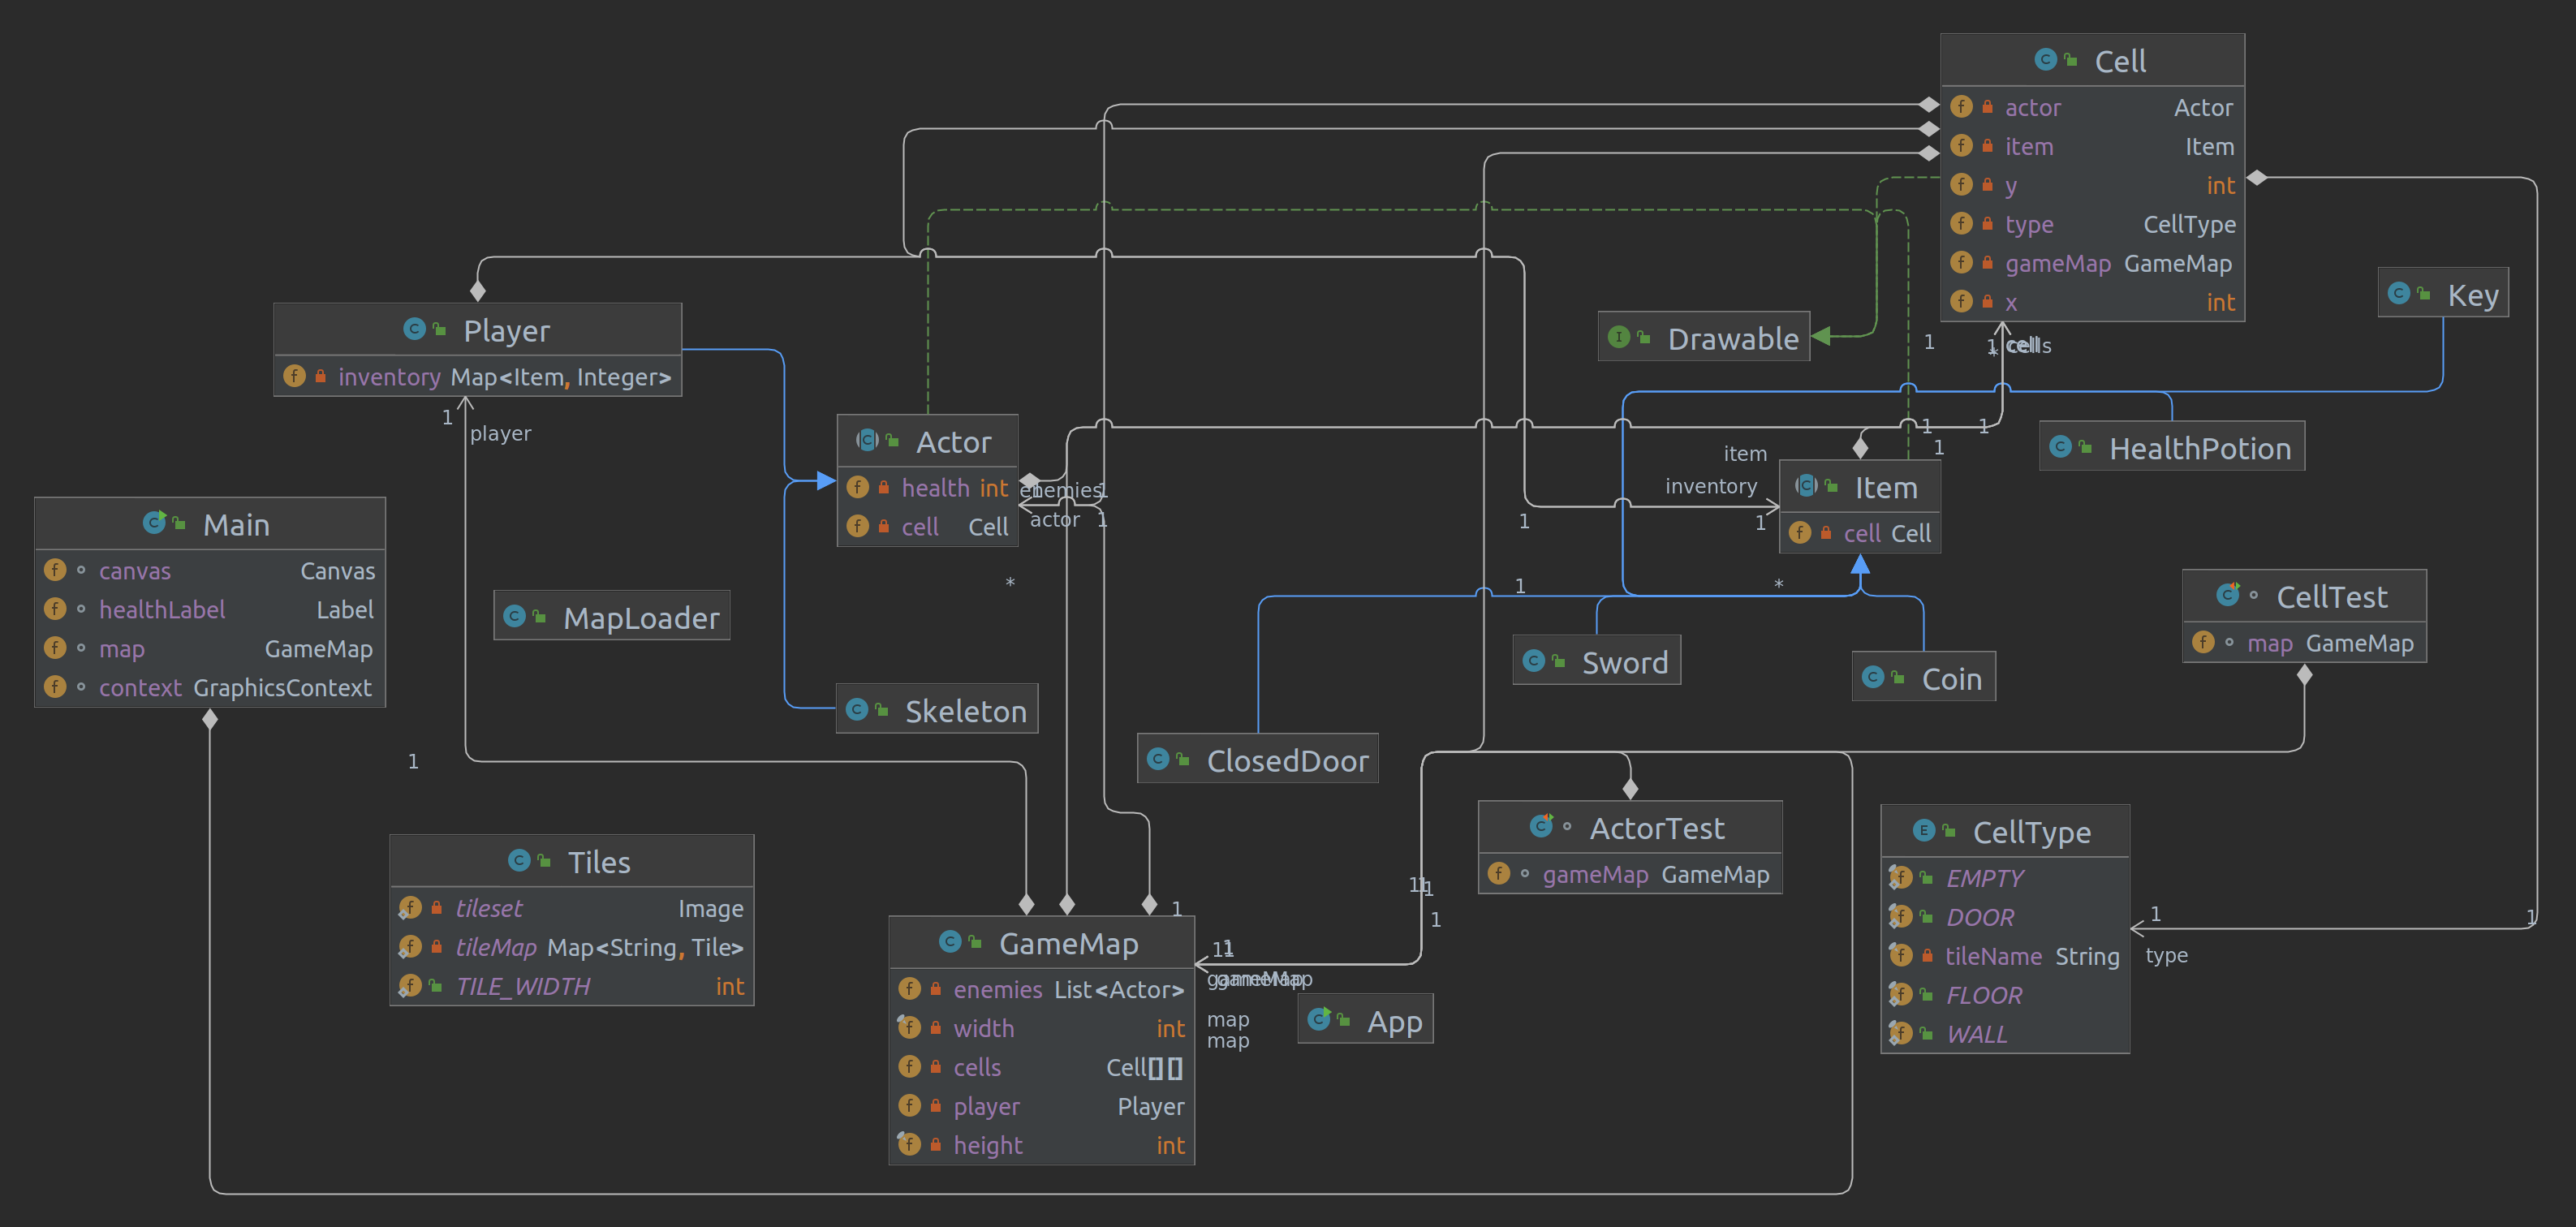 Cell
actor Actor
item Item
y int
type CellType
gameMap GameMap
x int
Key
Player
inventory Map<Item, Integer>
Drawable
1
1 cell
* cells
1
player
Actor
health int
cell Cell
enemies 1
actor 1
*
1
1
1
HealthPotion
item
inventory
1
1
Item
cell Cell
Main
canvas Canvas
healthLabel Label
map GameMap
context GraphicsContext
MapLoader
1
*
CellTest
map GameMap
Sword
Coin
Skeleton
1
ClosedDoor
ActorTest
gameMap GameMap
CellType
EMPTY
DOOR
tileName String
FLOOR
WALL
1
type
1
Tiles
tileset Image
tileMap Map<String, Tile>
TILE_WIDTH int
GameMap
enemies List<Actor>
width int
cells Cell[][]
player Player
height int
1
11
1
1
11
gameMap
map
map
App